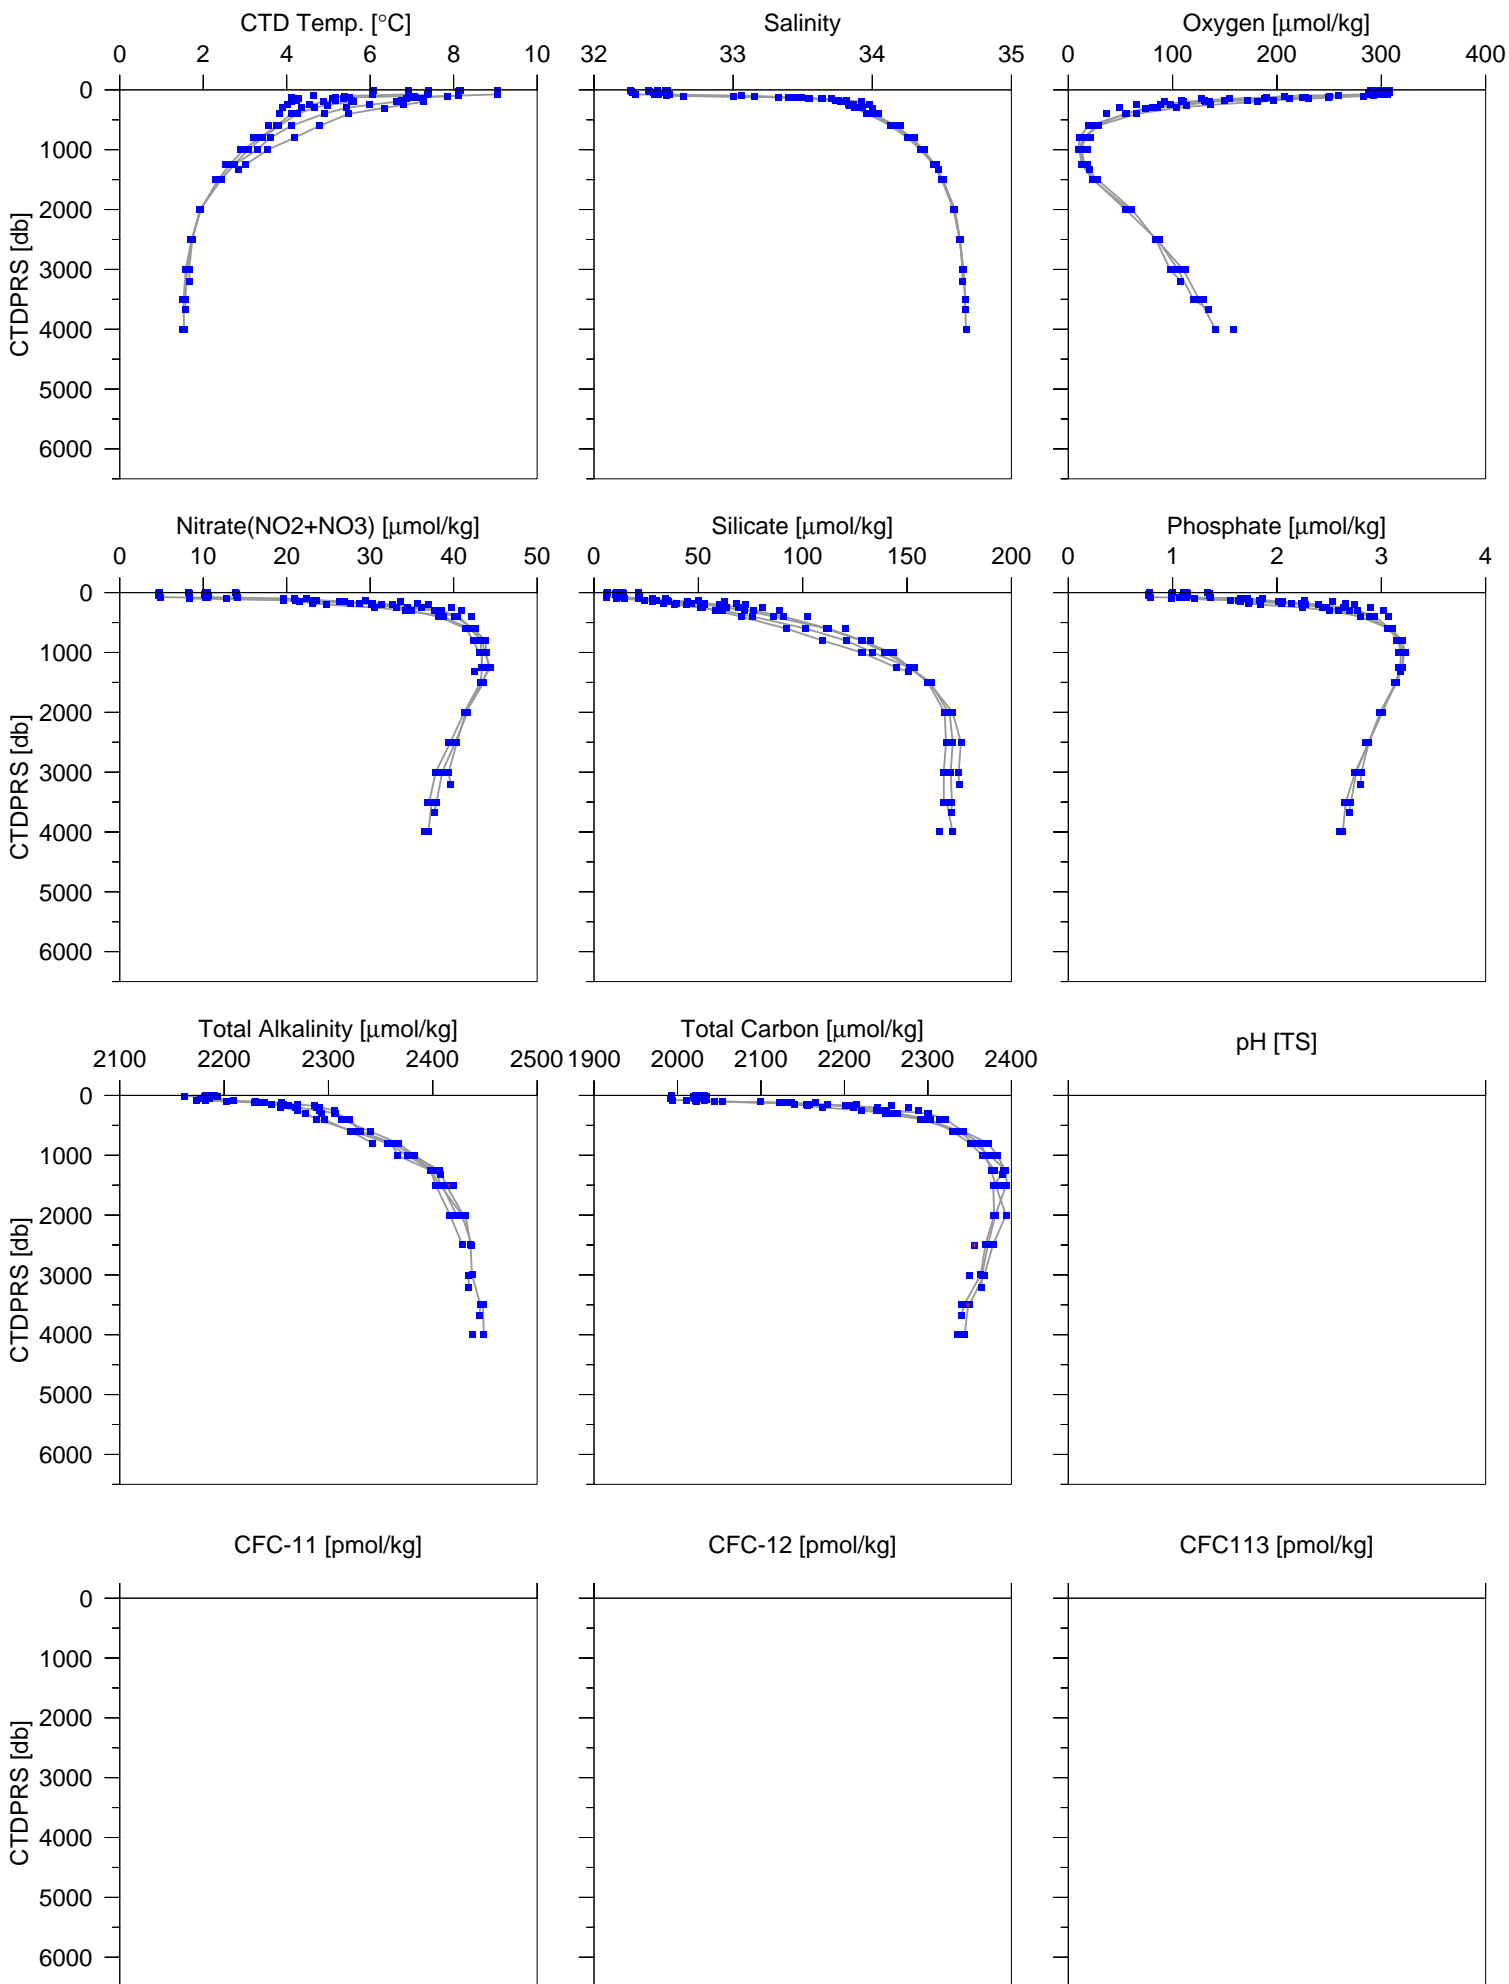 CTD Temp. [°C] Salinity Oxygen [µmol/kg]
0 2 4 6 8 10 32 33 34 35 0 100 200 300 400
0
1000
2000
3000
4000
5000
6000
CTDPRS [db]
Nitrate(NO2+NO3) [µmol/kg] Silicate [µmol/kg] Phosphate [µmol/kg]
0 10 20 30 40 50 0 50 100 150 200 0 1 2 3 4
0
1000
2000
3000
4000
5000
6000
CTDPRS [db]
Total Alkalinity [µmol/kg] Total Carbon [µmol/kg] pH [TS]
2100 2200 2300 2400 2500 1900 2000 2100 2200 2300 2400
0
1000
2000
3000
4000
5000
6000
CTDPRS [db]
CFC-11 [pmol/kg] CFC-12 [pmol/kg] CFC113 [pmol/kg]
0
1000
2000
3000
4000
5000
6000
CTDPRS [db]